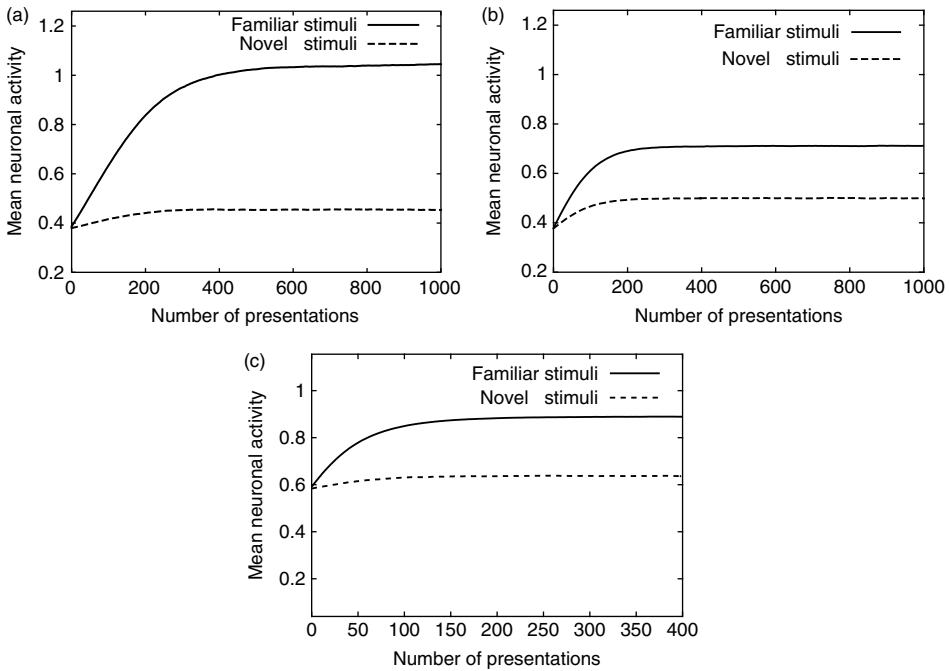 (a)
Mean neuronal activity
1.2
1
0.8
0.6
0.4
0.2
Familiar stimuli
Novel stimuli
0 200 400 600 800 1000
Number of presentations
(b)
Mean neuronal activity
1.2
1
0.8
0.6
0.4
0.2
Familiar stimuli
Novel stimuli
0 200 400 600 800 1000
Number of presentations
(c)
Mean neuronal activity
1
0.8
0.6
0.4
0.2
Familiar stimuli
Novel stimuli
0 50 100 150 200 250 300 350 400
Number of presentations